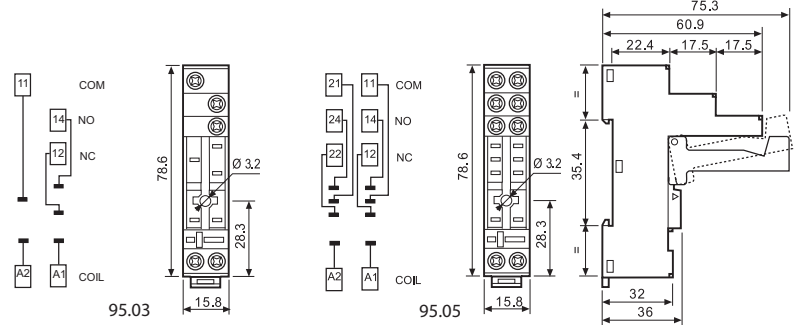 75.3
60.9
22.4 17.5 17.5
11 COM
14 NO
12 NC
A2 A1 COIL
78.6
Ø 3.2
28.3
15.8
95.03
21 11 COM
24 14 NO
22 12 NC
A2 A1 COIL
78.6
Ø 3.2
28.3
15.8
95.05
=
35.4
=
32
36